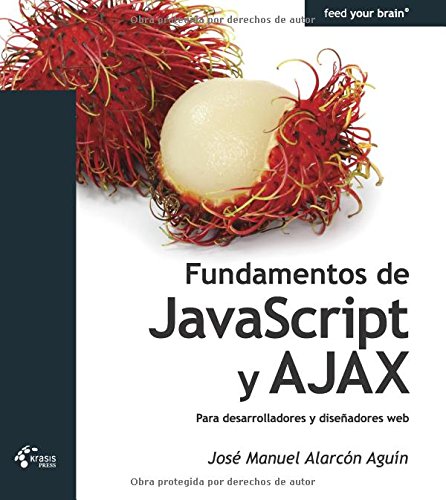 Obra protegida por derechos de autor
feed your brain®
Fundamentos de
JavaScript
y AJAX
Para desarrolladores y diseñadores web
José Manuel Alarcón Aguín
krasis
PRESS
Obra protegida por derechos de autor